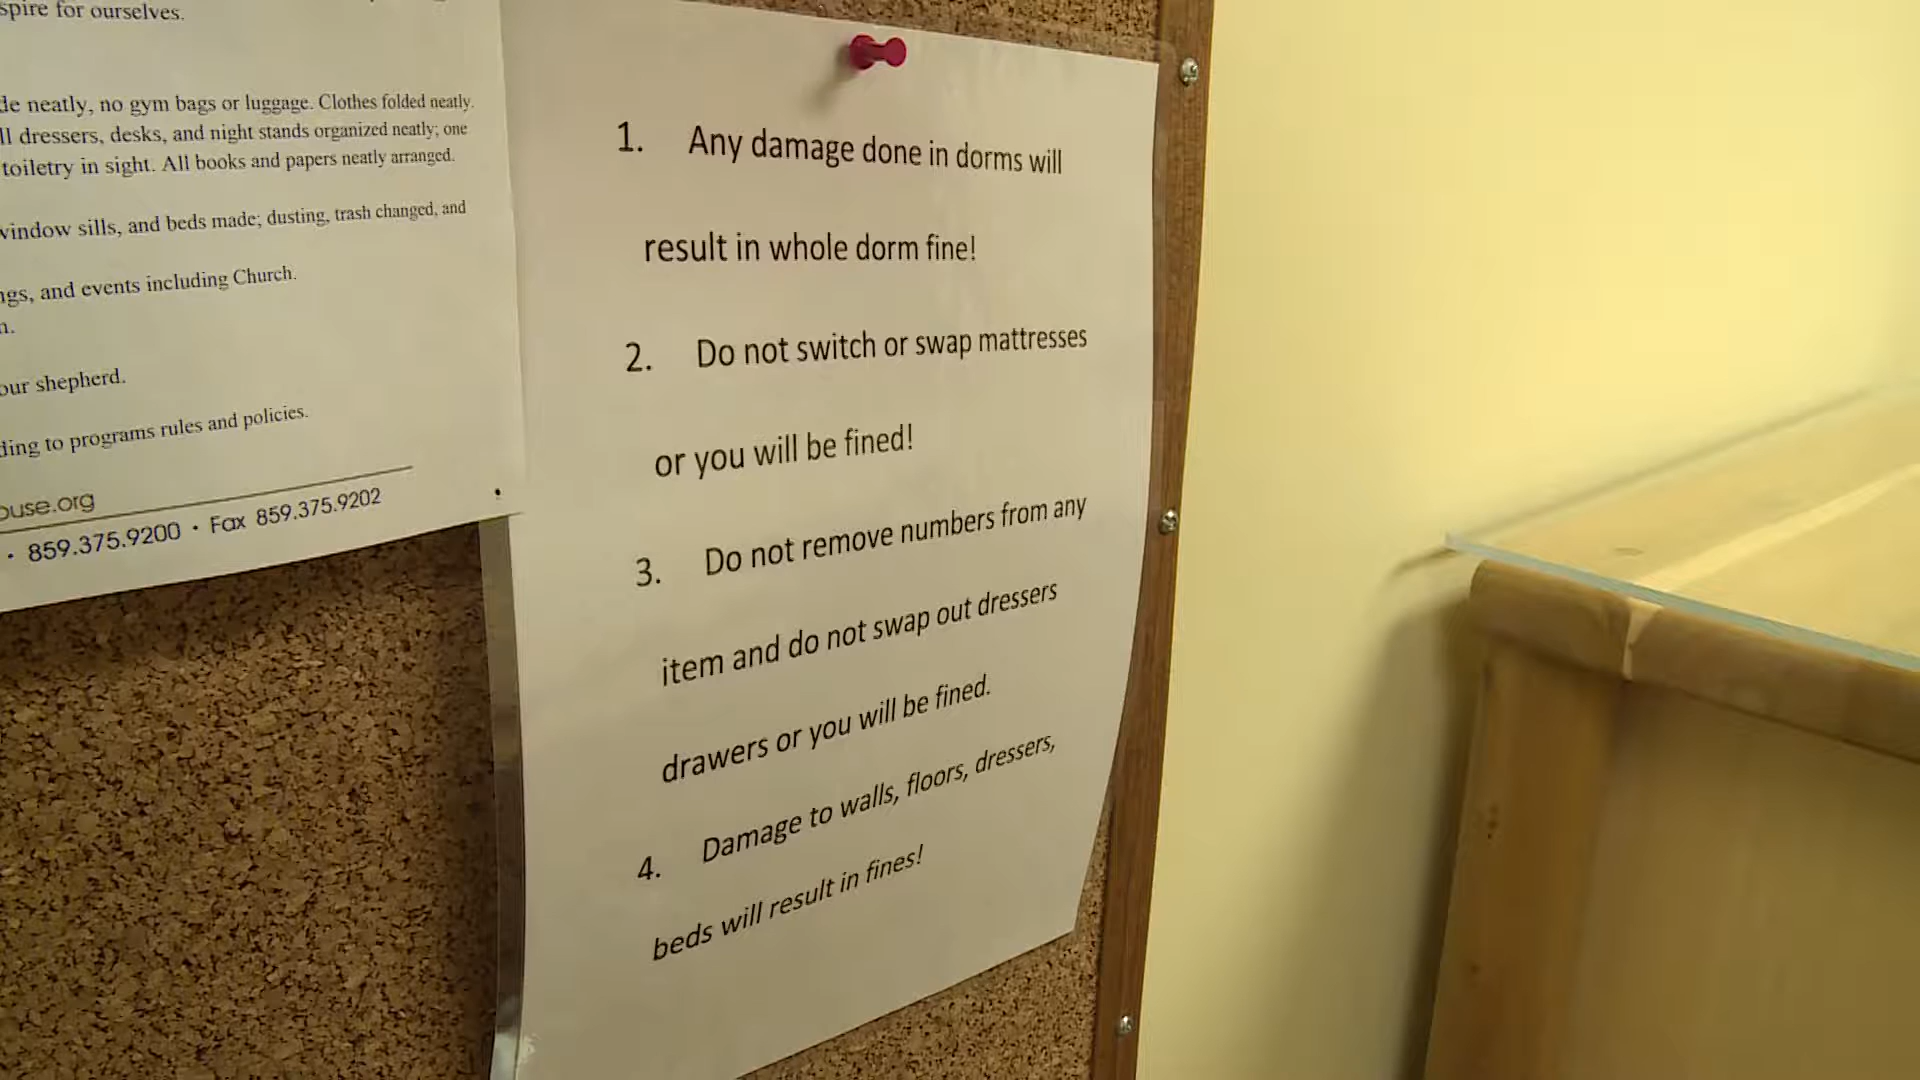 spire for ourselves.
neatly, no gym bags or luggage. Clothes folded neatly.
dressers, desks, and night stands organized neatly; one
toiletry in sight. All books and papers neatly arranged.
window sills, and beds made; dusting, trash changed, and
and events including Church.
our shepherd.
to programs rules and policies.
ouse.org
• 859.375.9200 • Fax 859.375.9202
1. Any damage done in dorms will
result in whole dorm fine!
2. Do not switch or swap mattresses
or you will be fined!
3. Do not remove numbers from any
item and do not swap out dressers
drawers or you will be fined.
4. Damage to walls, floors, dressers,
beds will result in fines!